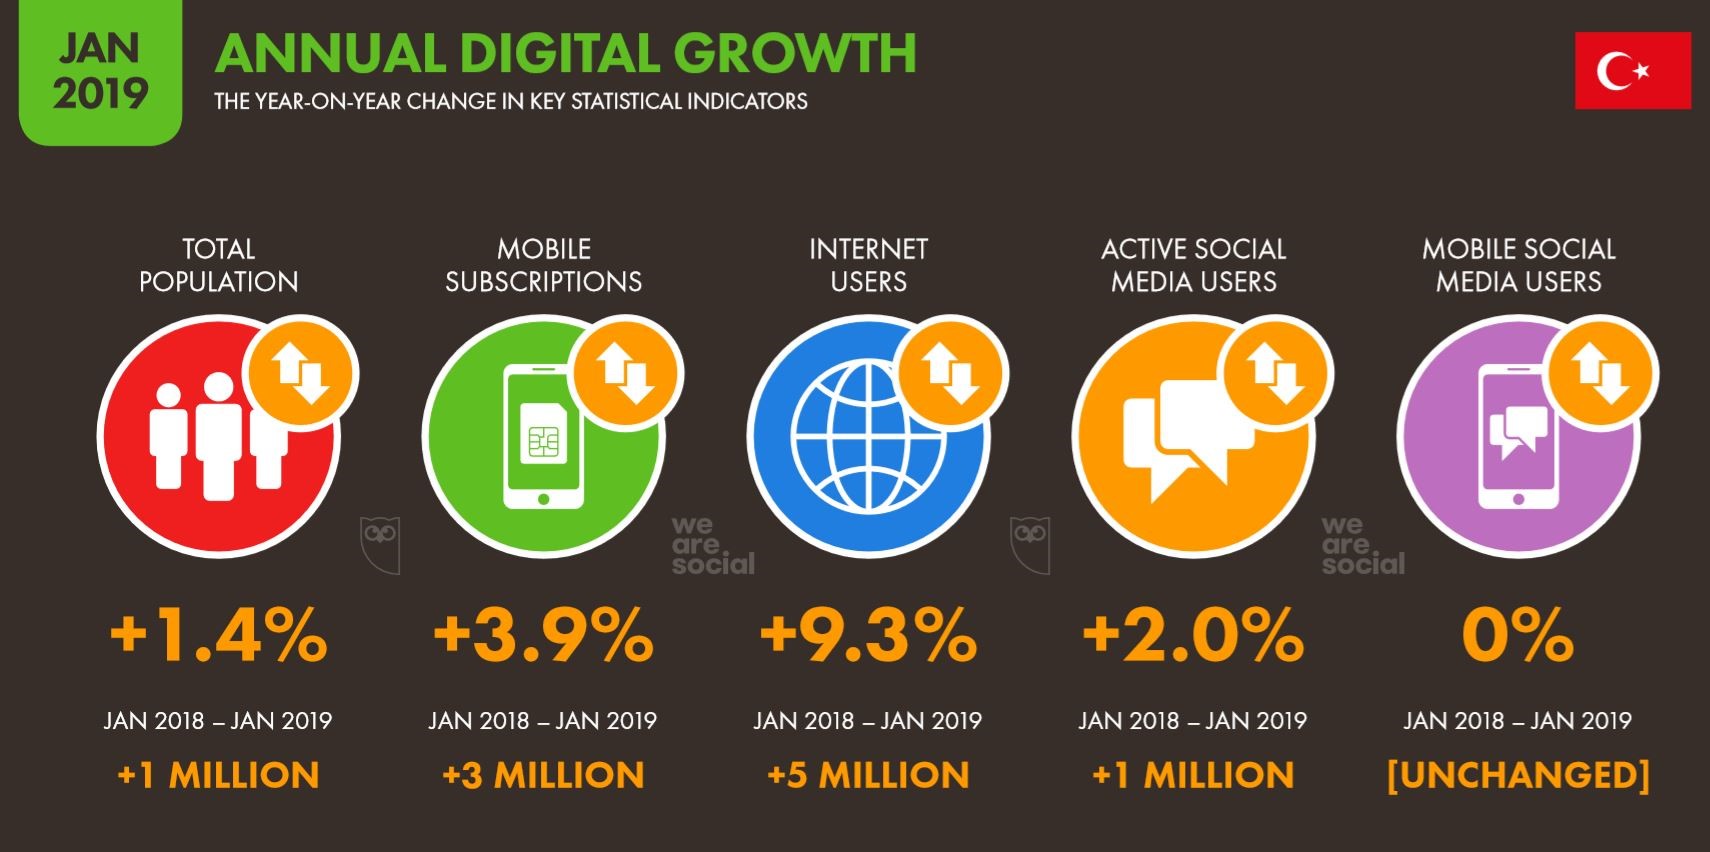 JAN
2019
ANNUAL DIGITAL GROWTH
THE YEAR-ON-YEAR CHANGE IN KEY STATISTICAL INDICATORS
TOTAL
POPULATION
MOBILE
SUBSCRIPTIONS
INTERNET
USERS
ACTIVE SOCIAL
MEDIA USERS
MOBILE SOCIAL
MEDIA USERS
we
are
social
we
are
social
+1.4%
+3.9%
+9.3%
+2.0%
0%
JAN 2018 – JAN 2019
JAN 2018 – JAN 2019
JAN 2018 – JAN 2019
JAN 2018 – JAN 2019
JAN 2018 – JAN 2019
+1 MILLION
+3 MILLION
+5 MILLION
+1 MILLION
[UNCHANGED]